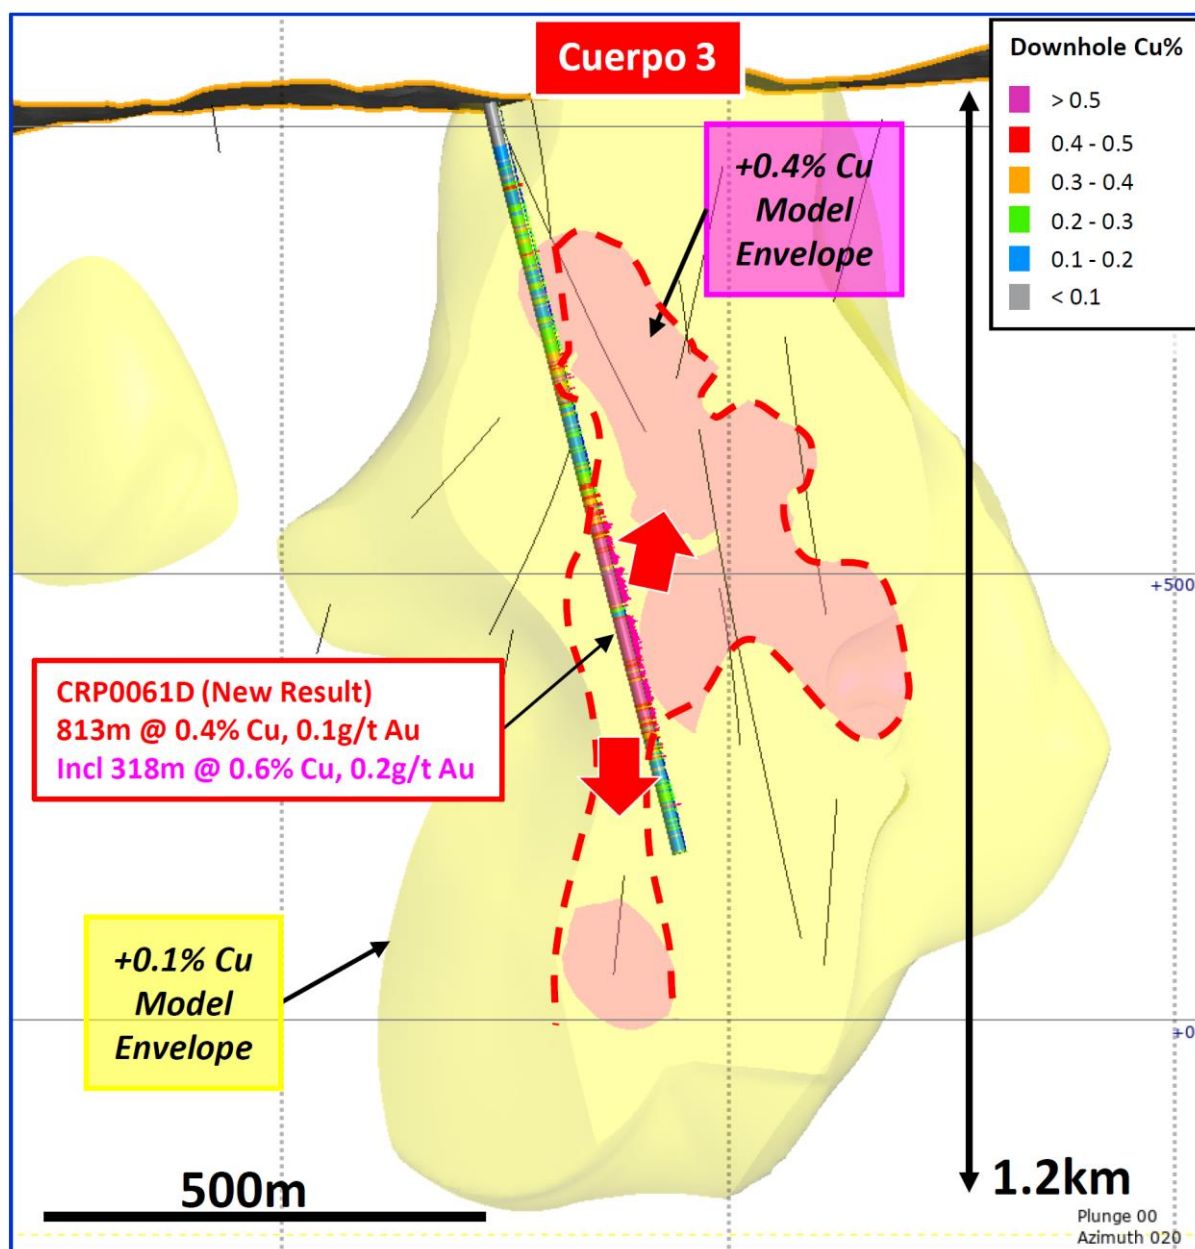 Cuerpo 3
Downhole Cu%
> 0.5
0.4 - 0.5
0.3 - 0.4
0.2 - 0.3
0.1 - 0.2
< 0.1
+0.4% Cu
Model
Envelope
+500
CRP0061D (New Result)
813m @ 0.4% Cu, 0.1g/t Au
Incl 318m @ 0.6% Cu, 0.2g/t Au
+0.1% Cu
Model
Envelope
+0
500m
1.2km
Plunge 00
Azimuth 020